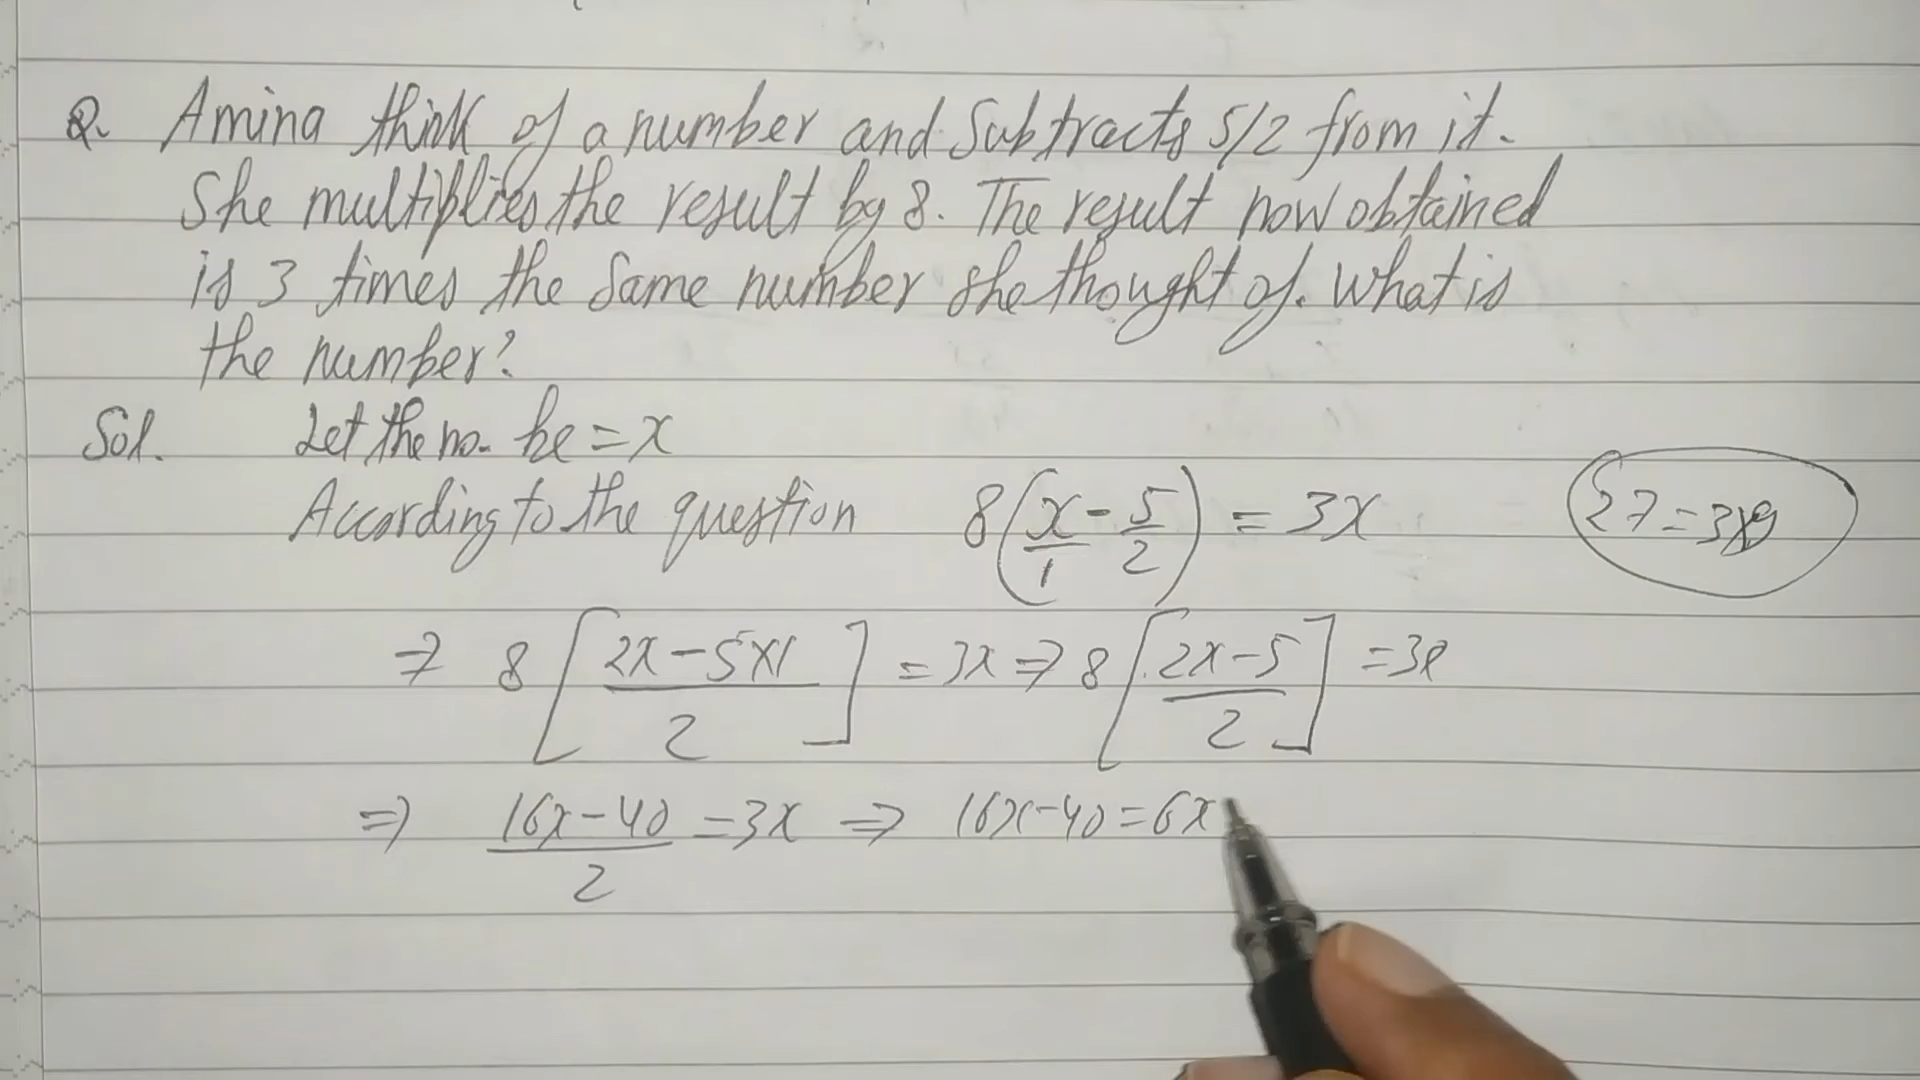 Q. Amina think of a number and Subtracts 5/2 from it.
She multiplies the result by 8. The result now obtained
is 3 times the same number she thought of. What is
the number?
Sol. Let the no. be = x
According to the question 8(x/1 - 5/2) = 3x 27 = 3x9
⇒ 8[(2x - 5x1)/2] = 3x ⇒ 8[(2x - 5)/2] = 3x
⇒ (16x - 40)/2 = 3x ⇒ 16x - 40 = 6x